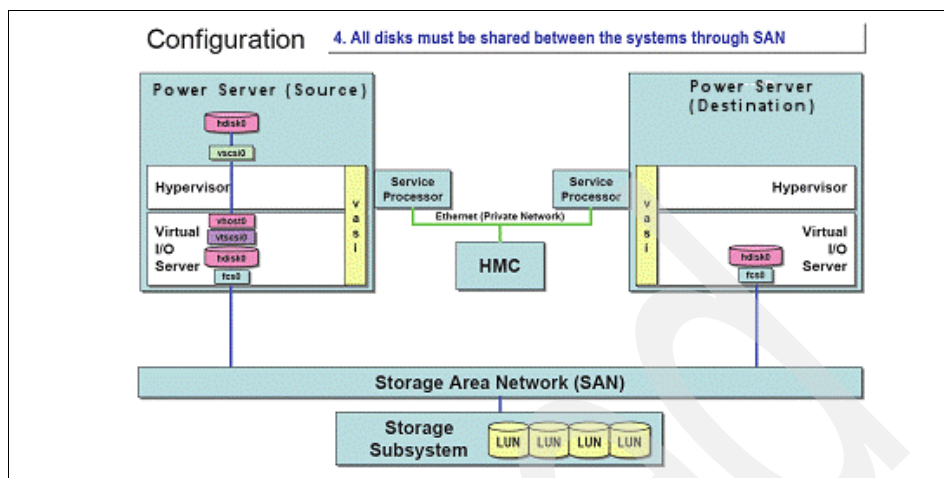 Configuration
4. All disks must be shared between the systems through SAN
Power Server (Source)
hdisk0
vscsi0
Hypervisor
vhost0
vtscsi0
hdisk0
fcs0
Virtual
I/O
Server
v
a
s
i
Service
Processor
Service
Processor
Ethernet (Private Network)
HMC
Power Server
(Destination)
v
a
s
i
Hypervisor
Virtual
I/O
Server
hdisk0
fcs0
Storage Area Network (SAN)
Storage
Subsystem
LUN LUN LUN LUN